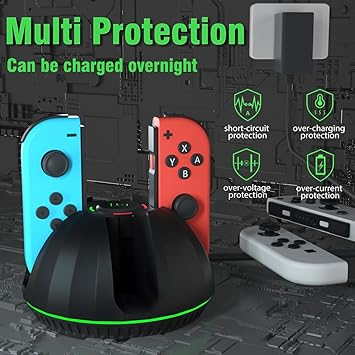 Multi Protection
Can be charged overnight
short-circuit
protection
over-charging
protection
over-voltage
protection
over-current
protection
X
Y A
B